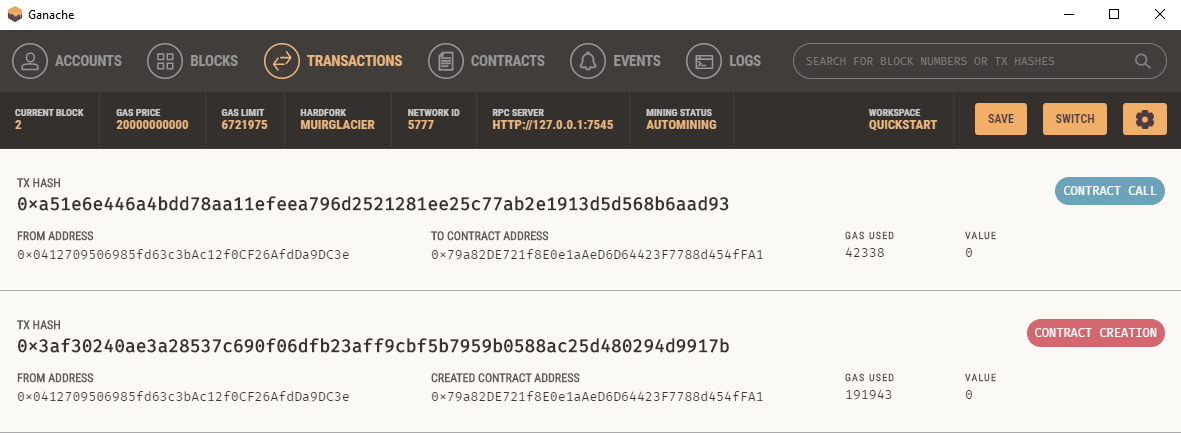 Ganache
ACCOUNTS BLOCKS TRANSACTIONS CONTRACTS EVENTS LOGS SEARCH FOR BLOCK NUMBERS OR TX HASHES
CURRENT BLOCK GAS PRICE GAS LIMIT HARDFORK NETWORK ID RPC SERVER MINING STATUS WORKSPACE
2 20000000000 6721975 MUIRGLACIER 5777 HTTP://127.0.0.1:7545 AUTOMINING QUICKSTART SAVE SWITCH
TX HASH
0×a51e6e446a4bdd78aa11efeea796d2521281ee25c77ab2e1913d5d568b6aad93 CONTRACT CALL
FROM ADDRESS TO CONTRACT ADDRESS GAS USED VALUE
0×0412709506985fd63c3bAc12f0CF26AfdDa9DC3e 0×79a82DE721f8E0e1aAeD6D64423F7788d454fFA1 42338 0
TX HASH
0×3af30240ae3a28537c690f06dfb23aff9cbf5b7959b0588ac25d480294d9917b CONTRACT CREATION
FROM ADDRESS CREATED CONTRACT ADDRESS GAS USED VALUE
0×0412709506985fd63c3bAc12f0CF26AfdDa9DC3e 0×79a82DE721f8E0e1aAeD6D64423F7788d454fFA1 191943 0